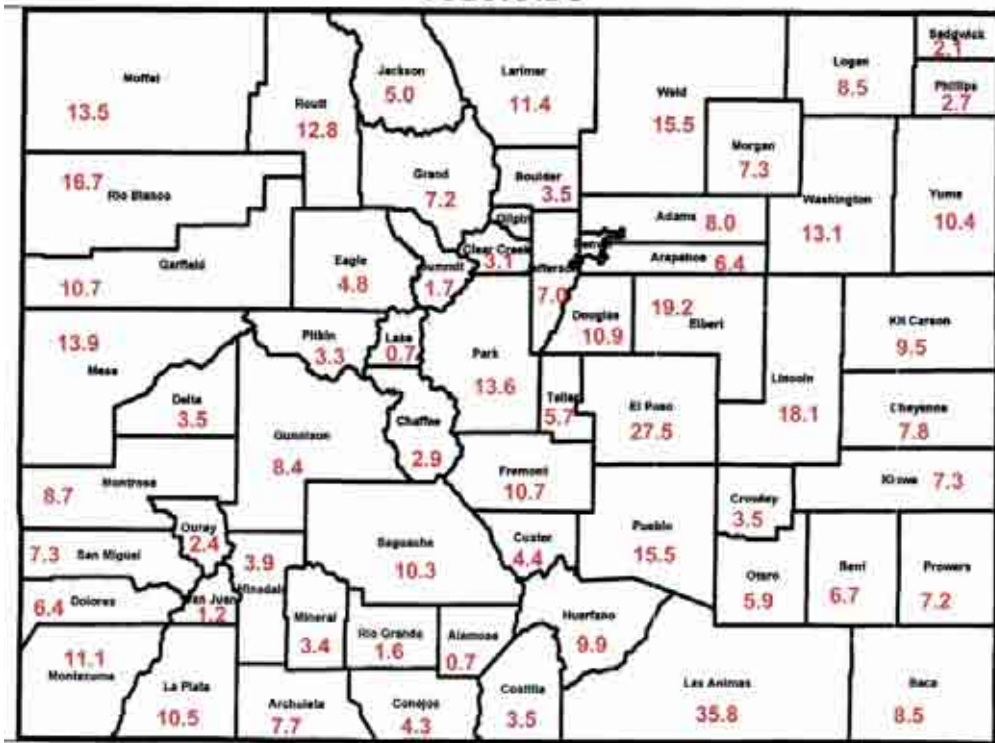 Moffat
13.5
Routt
12.8
Jackson
5.0
Larimer
11.4
Weld
15.5
Logan
8.5
Sedgwick
2.1
Phillips
2.7
Morgan
7.3
16.7
Rio Blanco
Grand
7.2
Boulder
3.5
Gilpin
Washington
13.1
Yuma
10.4
Adams 8.0
Arapahoe 6.4
Garfield
10.7
Eagle
4.8
Summit
1.7
Clear Creek
3.1
Jefferson
7.0
Douglas
10.9
19.2
Elbert
Kit Carson
9.5
13.9
Mesa
Pitkin
3.3
Lake
0.7
Park
13.6
Lincoln
18.1
Delta
3.5
Teller
5.7
El Paso
27.5
Cheyenne
7.8
Gunnison
8.4
Chaffee
2.9
Montrose
8.7
Fremont
10.7
Kiowa 7.3
Crowley
3.5
Ouray
2.4
Saguache
10.3
Custer
4.4
Pueblo
15.5
7.3 San Miguel
3.9
Hinsdale
Otero
5.9
Bent
6.7
Prowers
7.2
6.4 Dolores
San Juan
1.2
Mineral
3.4
Rio Grande
1.6
Alamosa
0.7
Huerfano
9.9
11.1
Montezuma
La Plata
10.5
Archuleta
7.7
Conejos
4.3
Costilla
3.5
Las Animas
35.8
Baca
8.5